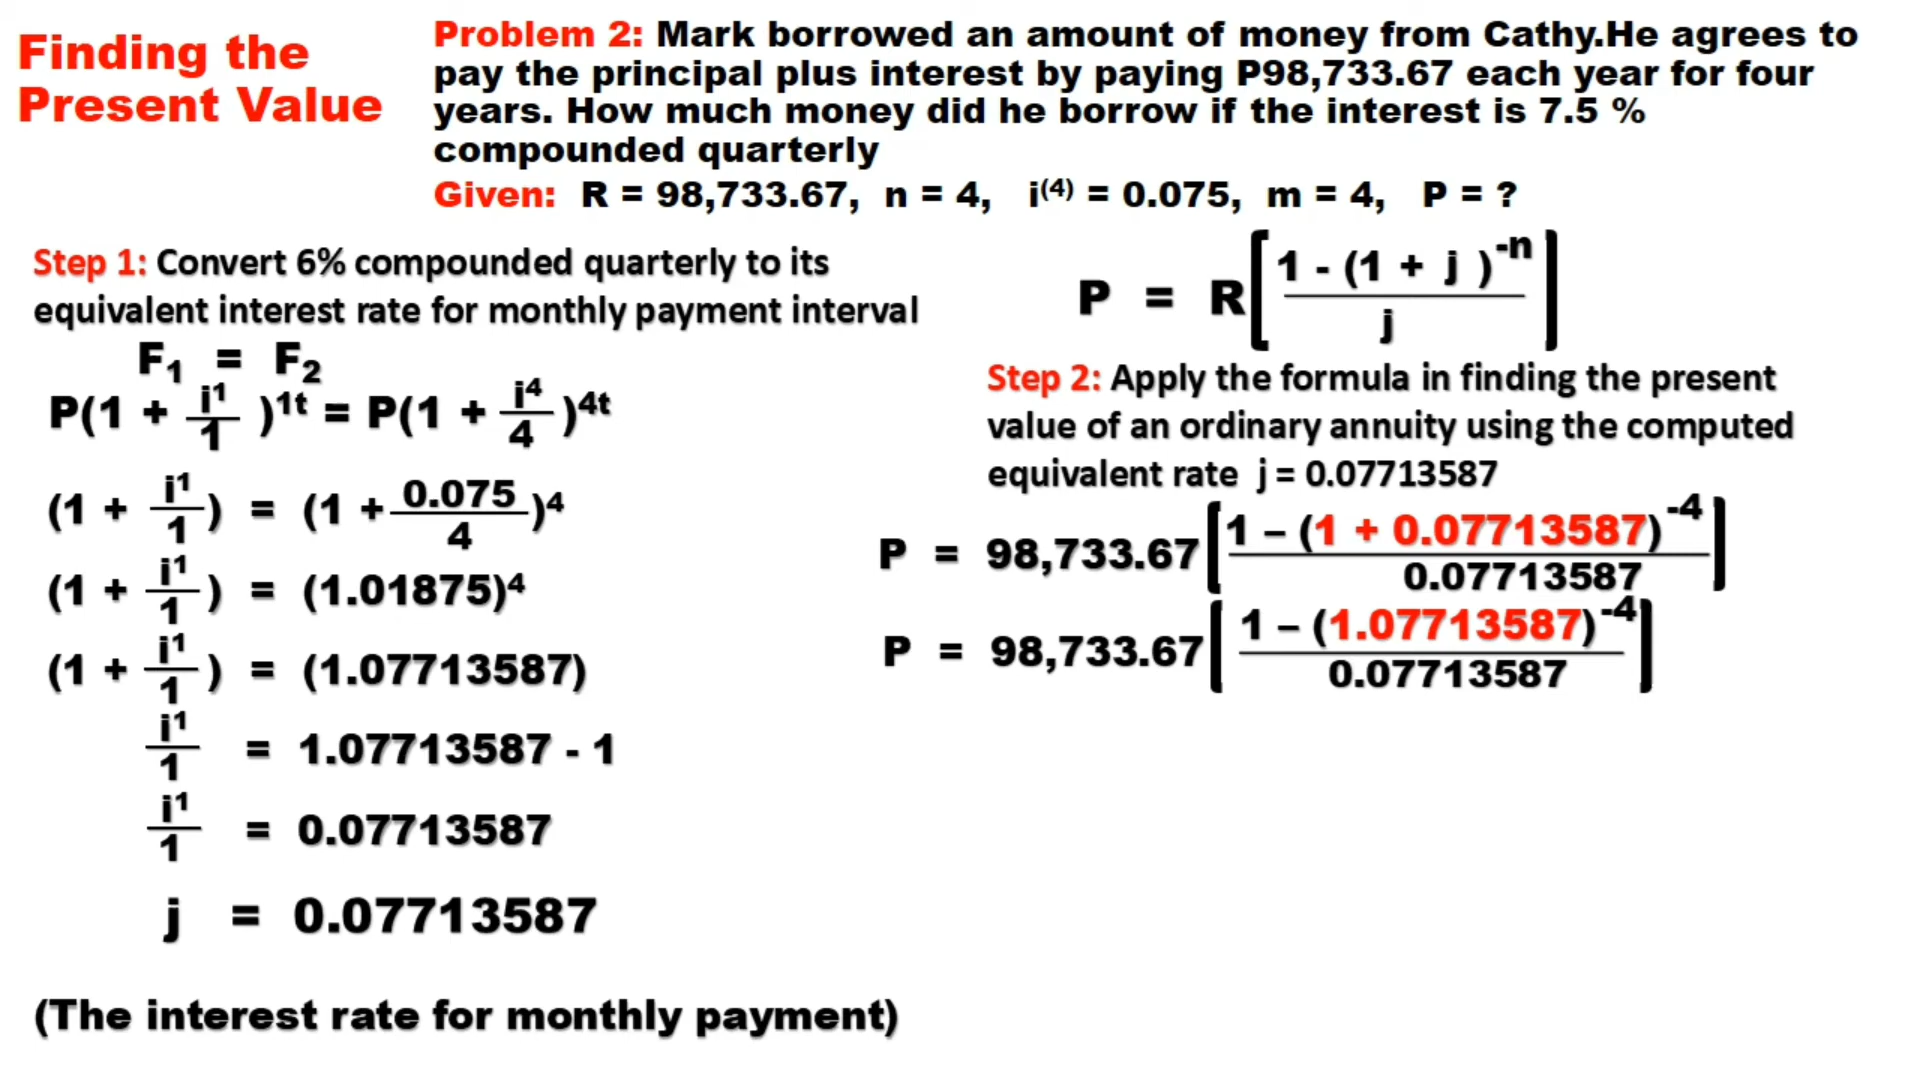 Finding the
Present Value
Problem 2: Mark borrowed an amount of money from Cathy.He agrees to
pay the principal plus interest by paying P98,733.67 each year for four
years. How much money did he borrow if the interest is 7.5 %
compounded quarterly
Given: R = 98,733.67, n = 4, i⁽⁴⁾ = 0.075, m = 4, P = ?
Step 1: Convert 6% compounded quarterly to its
equivalent interest rate for monthly payment interval
F₁ = F₂
P(1 + i¹/1 )¹ᵗ = P(1 + i⁴/4 )⁴ᵗ
(1 + i¹/1 ) = (1 + 0.075/4 )⁴
(1 + i¹/1 ) = (1.01875)⁴
(1 + i¹/1 ) = (1.07713587)
i¹/1 = 1.07713587 - 1
i¹/1 = 0.07713587
j = 0.07713587
(The interest rate for monthly payment)
P = R[ 1 - (1 + j )⁻ⁿ / j ]
Step 2: Apply the formula in finding the present
value of an ordinary annuity using the computed
equivalent rate j = 0.07713587
P = 98,733.67 [ 1 – (1 + 0.07713587)⁻⁴ / 0.07713587 ]
P = 98,733.67 [ 1 – (1.07713587)⁻⁴ / 0.07713587 ]